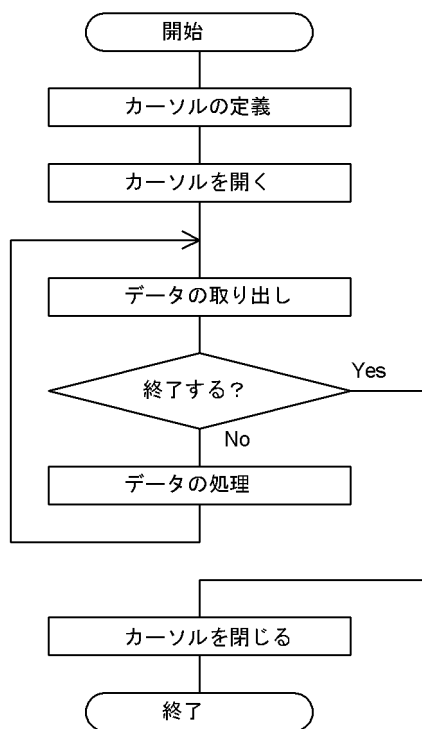 開始
カーソルの定義
カーソルを開く
データの取り出し
終了する？
Yes
No
データの処理
カーソルを閉じる
終了